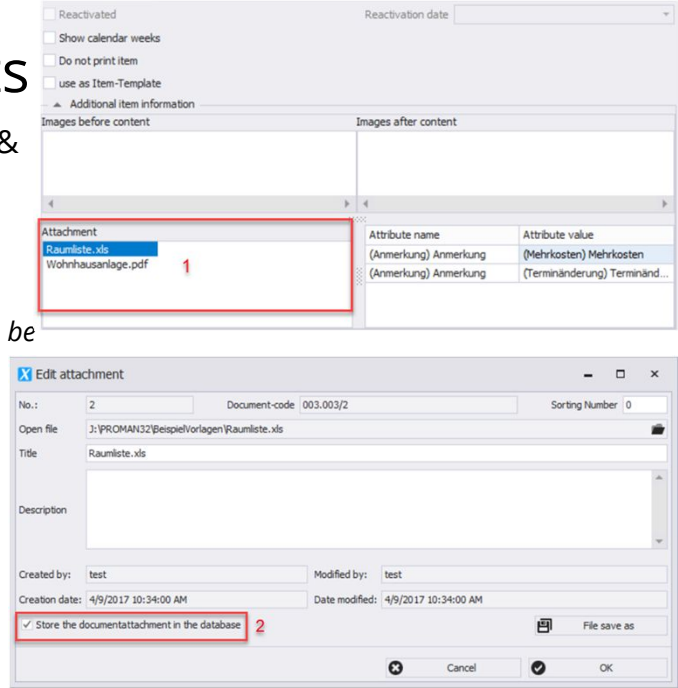 Reactivated Reactivation date
Show calendar weeks
Do not print item
use as Item-Template
ts
&
Additional item information
Images before content Images after content
Attachment
Raumliste.xls
Wohnhausanlage.pdf 1
Attribute name Attribute value
(Anmerkung) Anmerkung (Mehrkosten) Mehrkosten
(Anmerkung) Anmerkung (Terminänderung) Terminänd...
be
Edit attachment
No.: 2 Document-code 003.003/2 Sorting Number 0
Open file J:\PROMAN32\BeispielVorlagen\Raumliste.xls
Title Raumliste.xls
Description
Created by: test Modified by: test
Creation date: 4/9/2017 10:34:00 AM Date modified: 4/9/2017 10:34:00 AM
Store the documentattachment in the database 2 File save as
Cancel OK